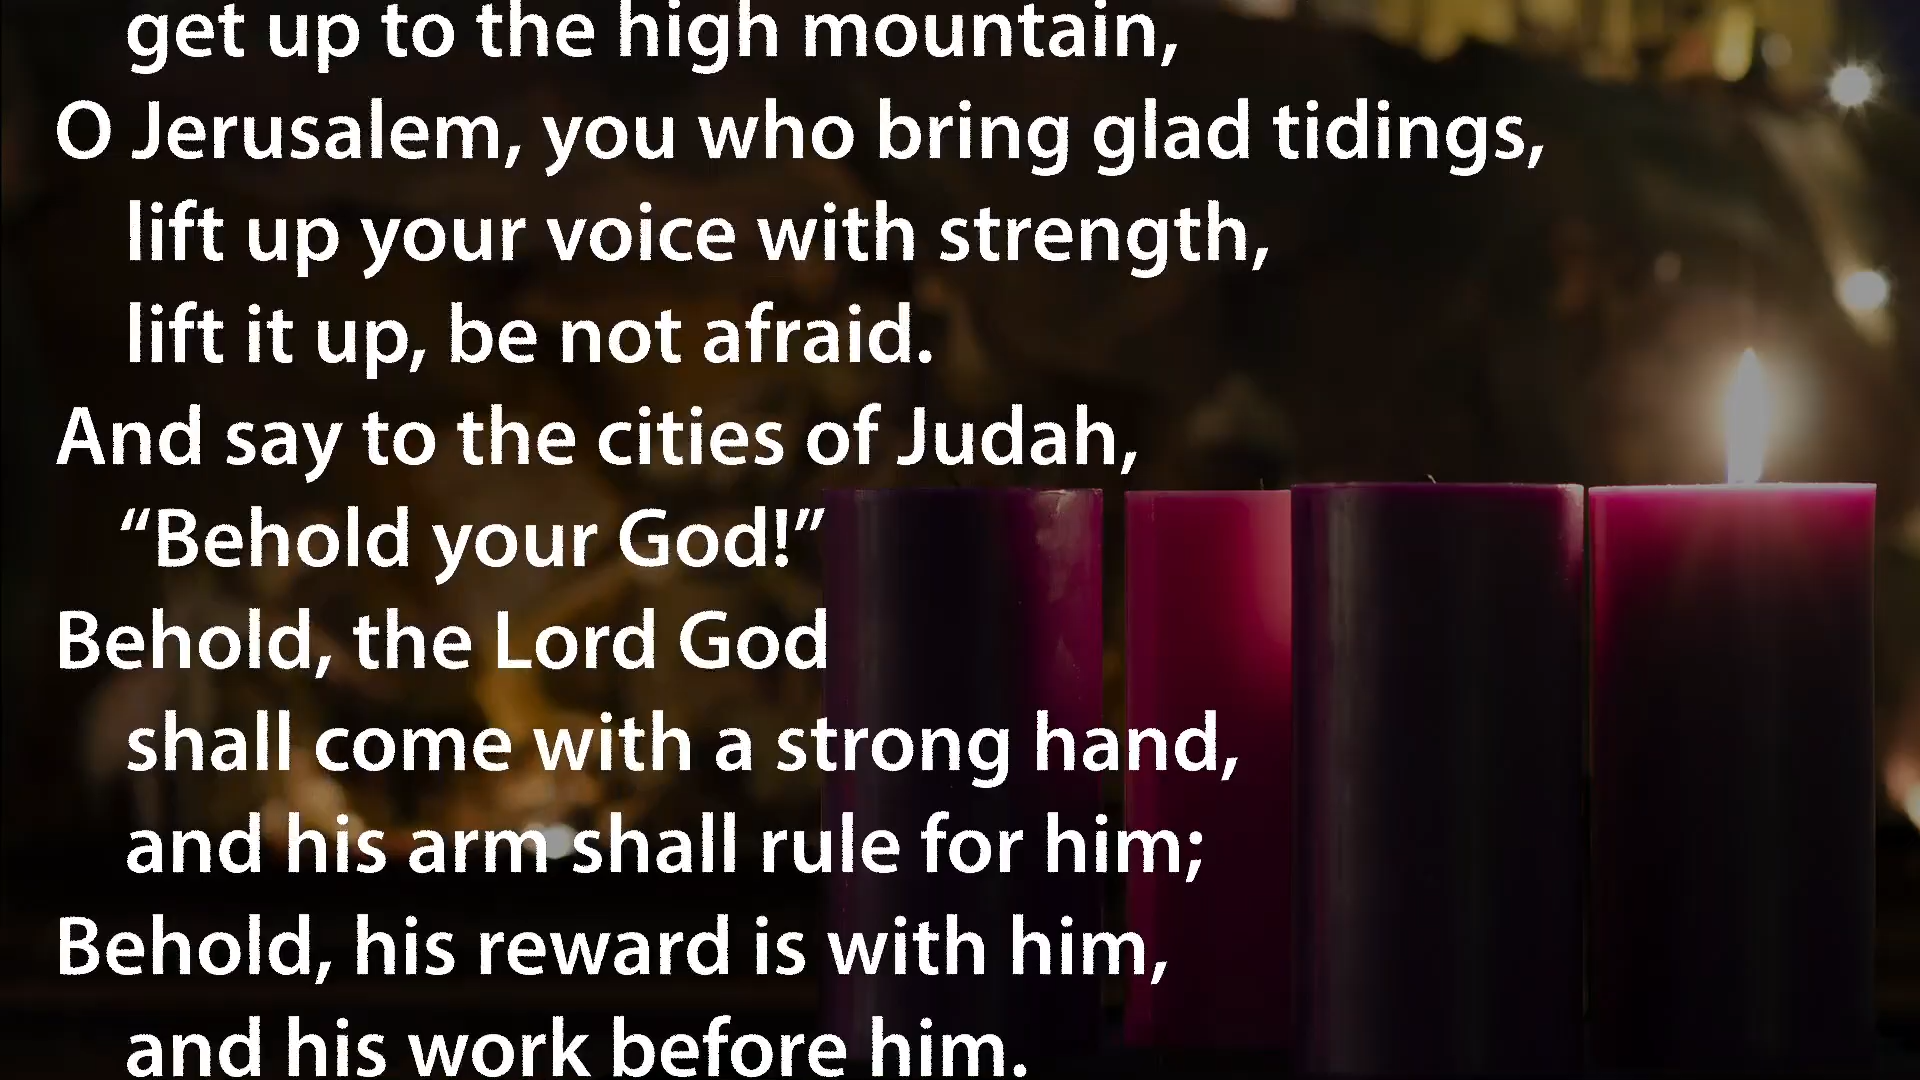 get up to the high mountain,
O Jerusalem, you who bring glad tidings,
lift up your voice with strength,
lift it up, be not afraid.
And say to the cities of Judah,
“Behold your God!”
Behold, the Lord God
shall come with a strong hand,
and his arm shall rule for him;
Behold, his reward is with him,
and his work before him.